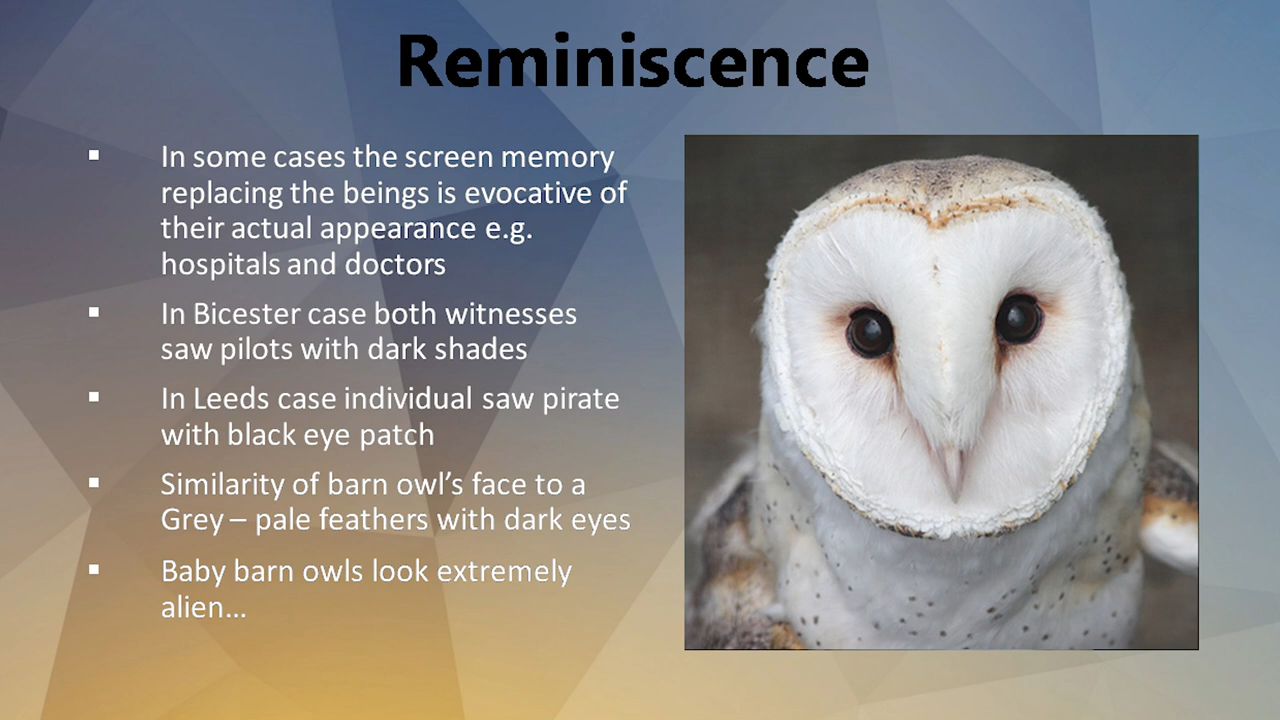 Reminiscence
▪ In some cases the screen memory
replacing the beings is evocative of
their actual appearance e.g.
hospitals and doctors
▪ In Bicester case both witnesses
saw pilots with dark shades
▪ In Leeds case individual saw pirate
with black eye patch
▪ Similarity of barn owl’s face to a
Grey – pale feathers with dark eyes
▪ Baby barn owls look extremely
alien…